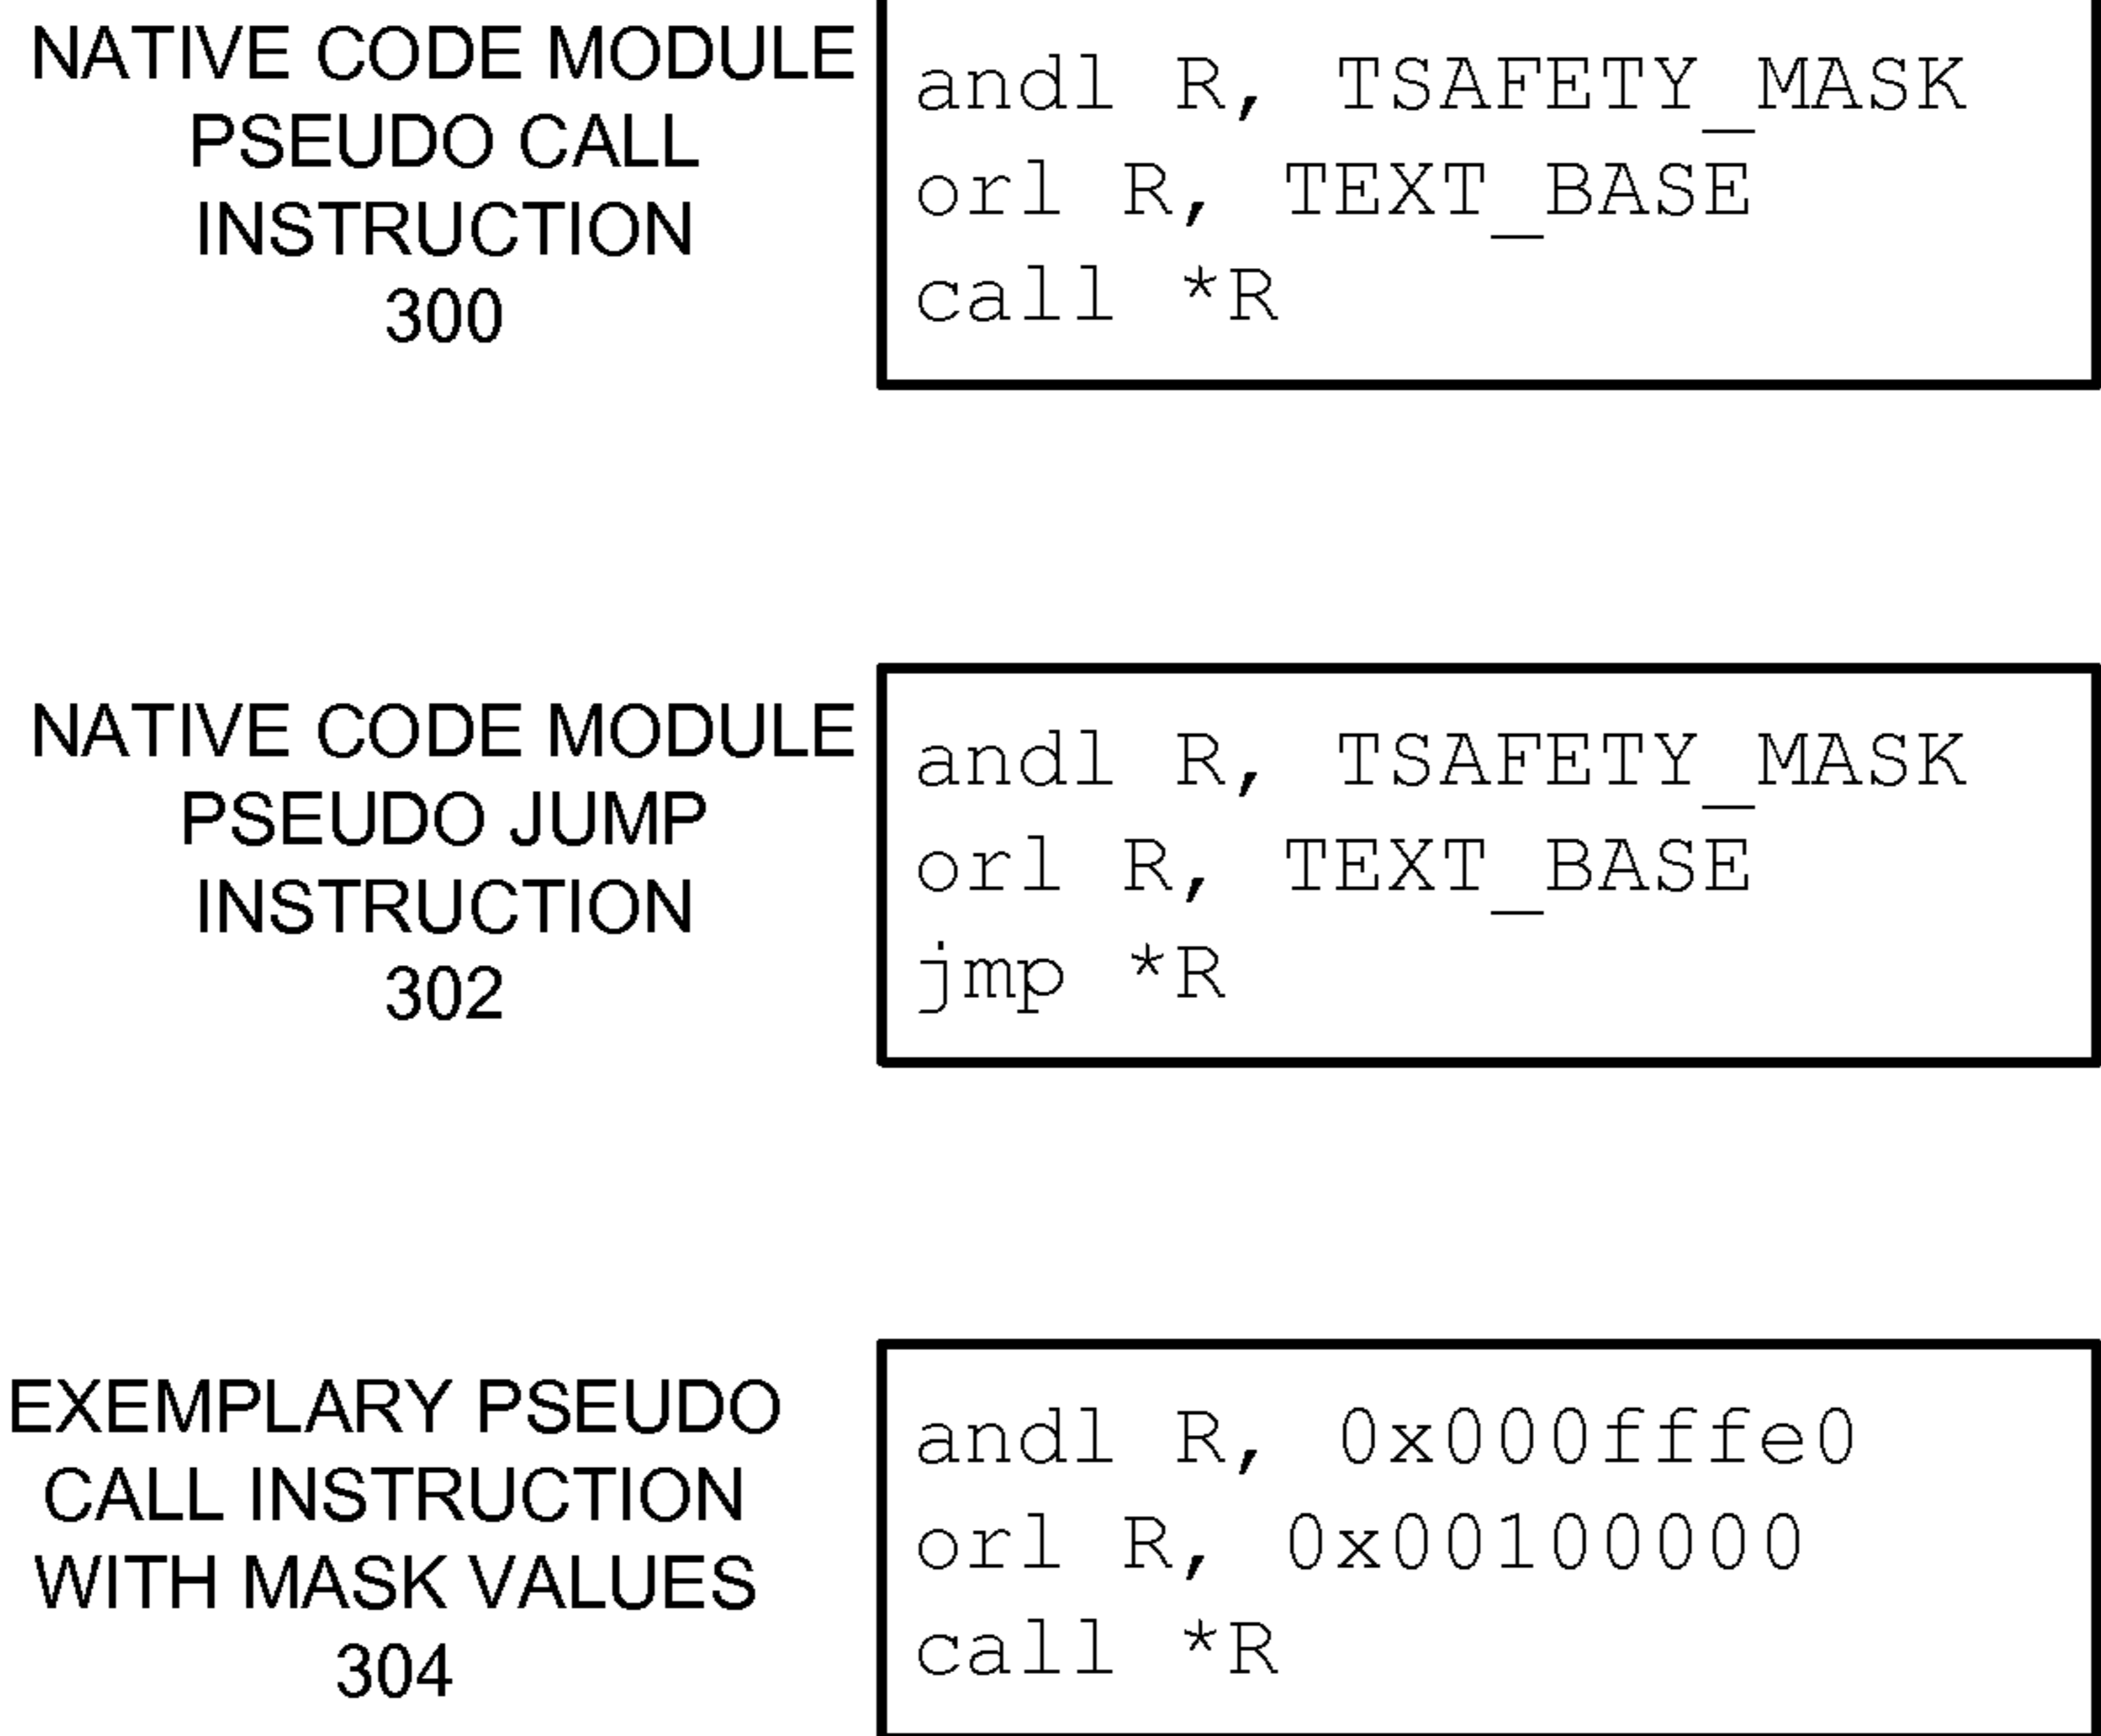 NATIVE CODE MODULE
PSEUDO CALL
INSTRUCTION
300
andl R, TSAFETY_MASK
orl R, TEXT_BASE
call *R
NATIVE CODE MODULE
PSEUDO JUMP
INSTRUCTION
302
andl R, TSAFETY_MASK
orl R, TEXT_BASE
jmp *R
EXEMPLARY PSEUDO
CALL INSTRUCTION
WITH MASK VALUES
304
andl R, 0x000fffe0
orl R, 0x00100000
call *R